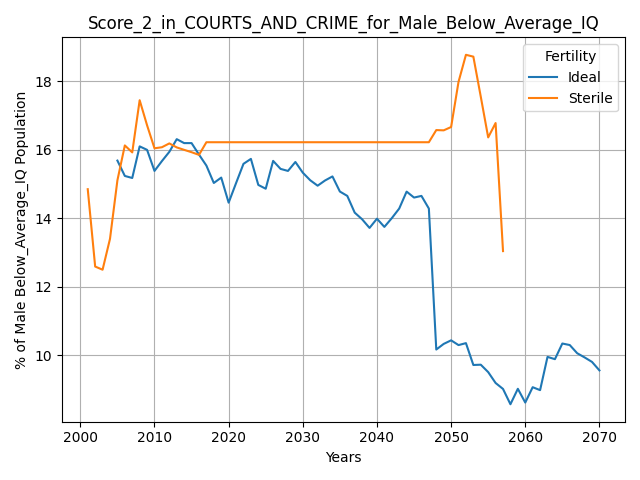 Score_2_in_COURTS_AND_CRIME_for_Male_Below_Average_IQ
% of Male Below_Average_IQ Population
18
16
14
12
10
Fertility
Ideal
Sterile
2000 2010 2020 2030 2040 2050 2060 2070
Years